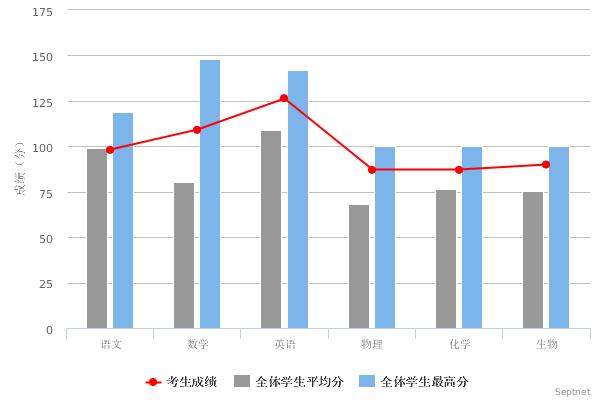 175
150
125
100
75
50
25
0
成绩（分）
语文 数学 英语 物理 化学 生物
考生成绩 全体学生平均分 全体学生最高分
Septnet